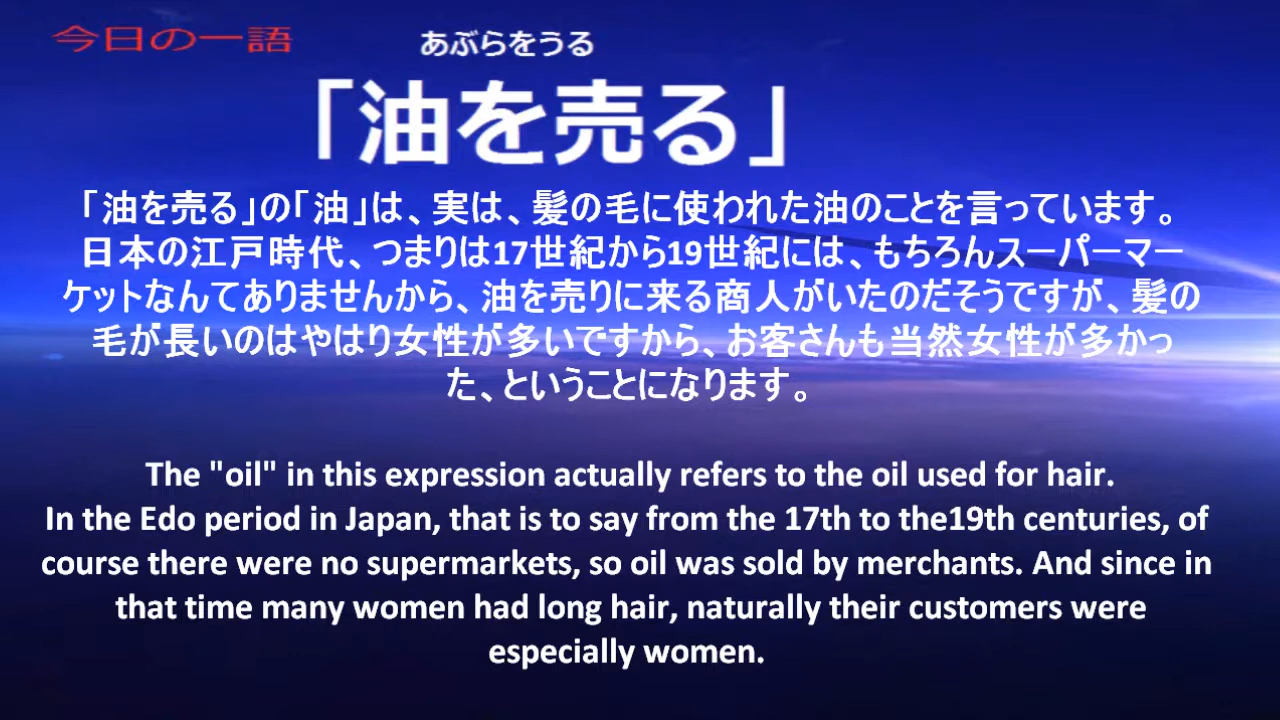 今日の一語
あぶらをうる
「油を売る」
「油を売る」の「油」は、実は、髪の毛に使われた油のことを言っています。
日本の江戸時代、つまりは17世紀から19世紀には、もちろんスーパーマー
ケットなんてありませんから、油を売りに来る商人がいたのだそうですが、髪の
毛が長いのはやはり女性が多いですから、お客さんも当然女性が多かっ
た、ということになります。
The "oil" in this expression actually refers to the oil used for hair.
In the Edo period in Japan, that is to say from the 17th to the19th centuries, of
course there were no supermarkets, so oil was sold by merchants. And since in
that time many women had long hair, naturally their customers were
especially women.